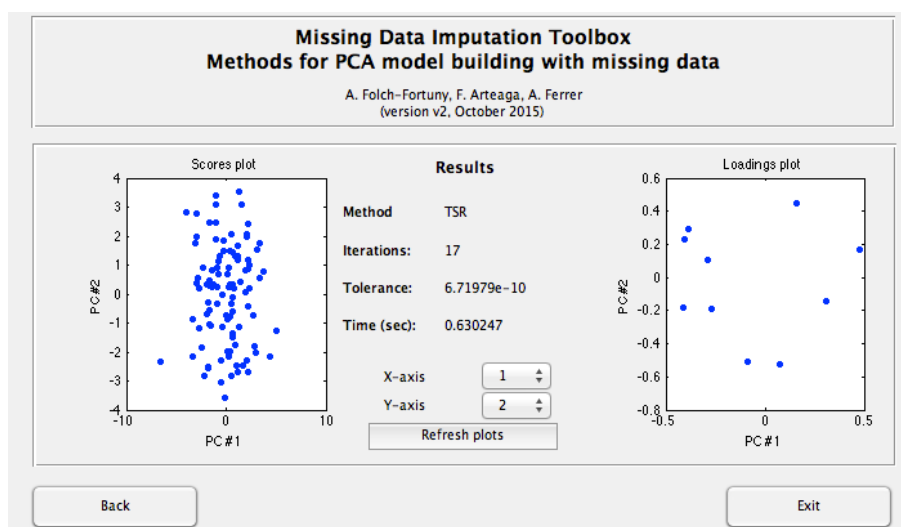 Missing Data Imputation Toolbox
Methods for PCA model building with missing data
A. Folch-Fortuny, F. Arteaga, A. Ferrer
(version v2, October 2015)
Scores plot
4
3
2
1
0
-1
-2
-3
-4
-10
0
10
PC#2
PC#1
Results
Method TSR
Iterations: 17
Tolerance: 6.71979e-10
Time (sec): 0.630247
X-axis 1
Y-axis 2
Refresh plots
Loadings plot
0.6
0.4
0.2
0
-0.2
-0.4
-0.6
-0.8
-0.5
0
0.5
PC#2
PC#1
Back
Exit